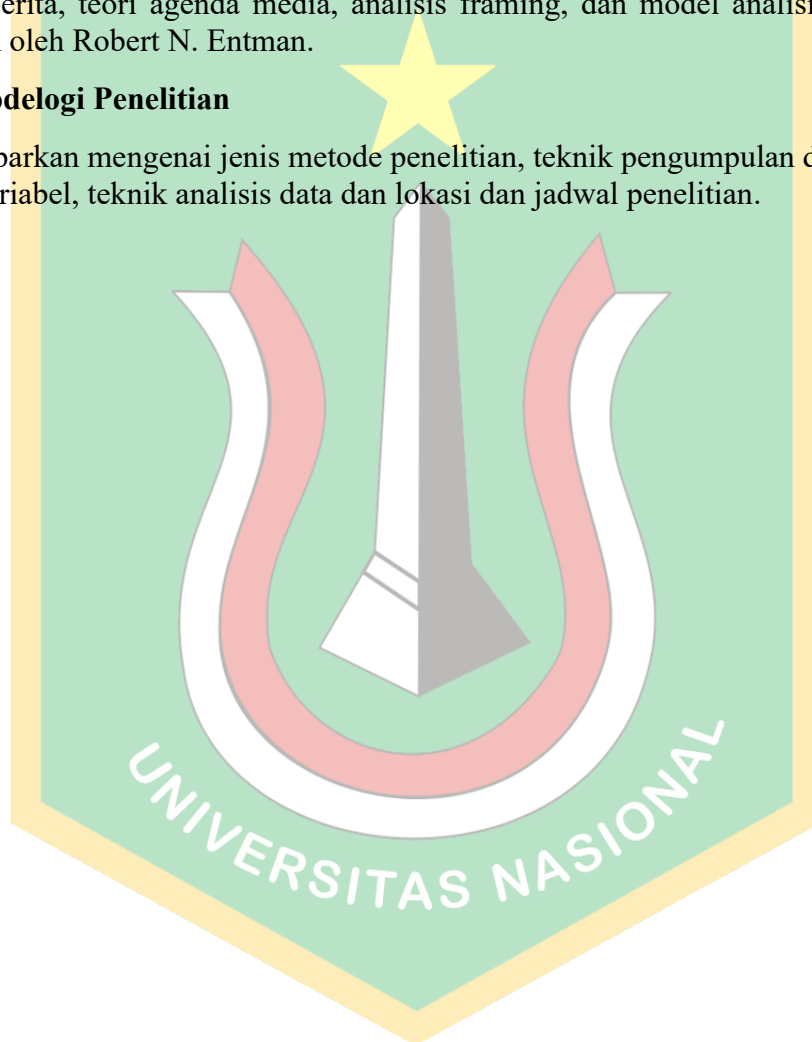 erita, teori agenda media, analisis framing, dan model analisi
oleh Robert N. Entman.
odelogi Penelitian
parkan mengenai jenis metode penelitian, teknik pengumpulan d
riabel, teknik analisis data dan lokasi dan jadwal penelitian.
UNIVERSITAS NASIONAL